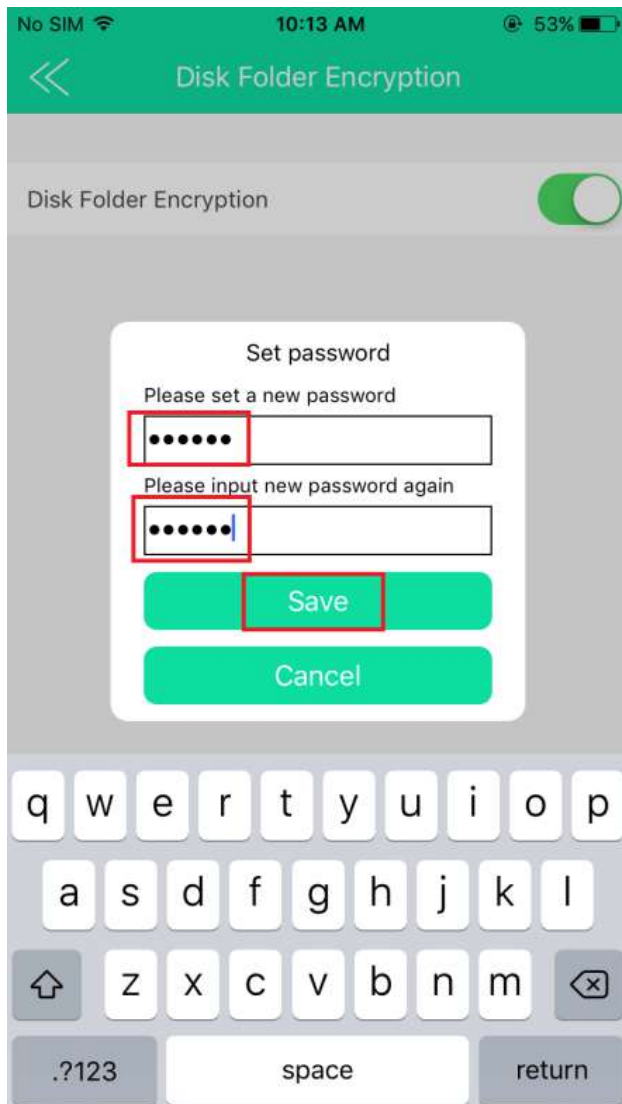 No SIM 10:13 AM 53%
Disk Folder Encryption
Disk Folder Encryption
Set password
Please set a new password
••••••
Please input new password again
••••••
Save
Cancel
q w e r t y u i o p
a s d f g h j k l
z x c v b n m
.?123 space return